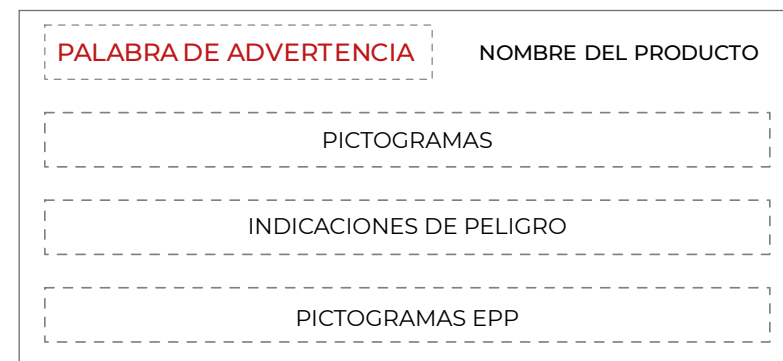 PALABRA DE ADVERTENCIA NOMBRE DEL PRODUCTO
PICTOGRAMAS
INDICACIONES DE PELIGRO
PICTOGRAMAS EPP